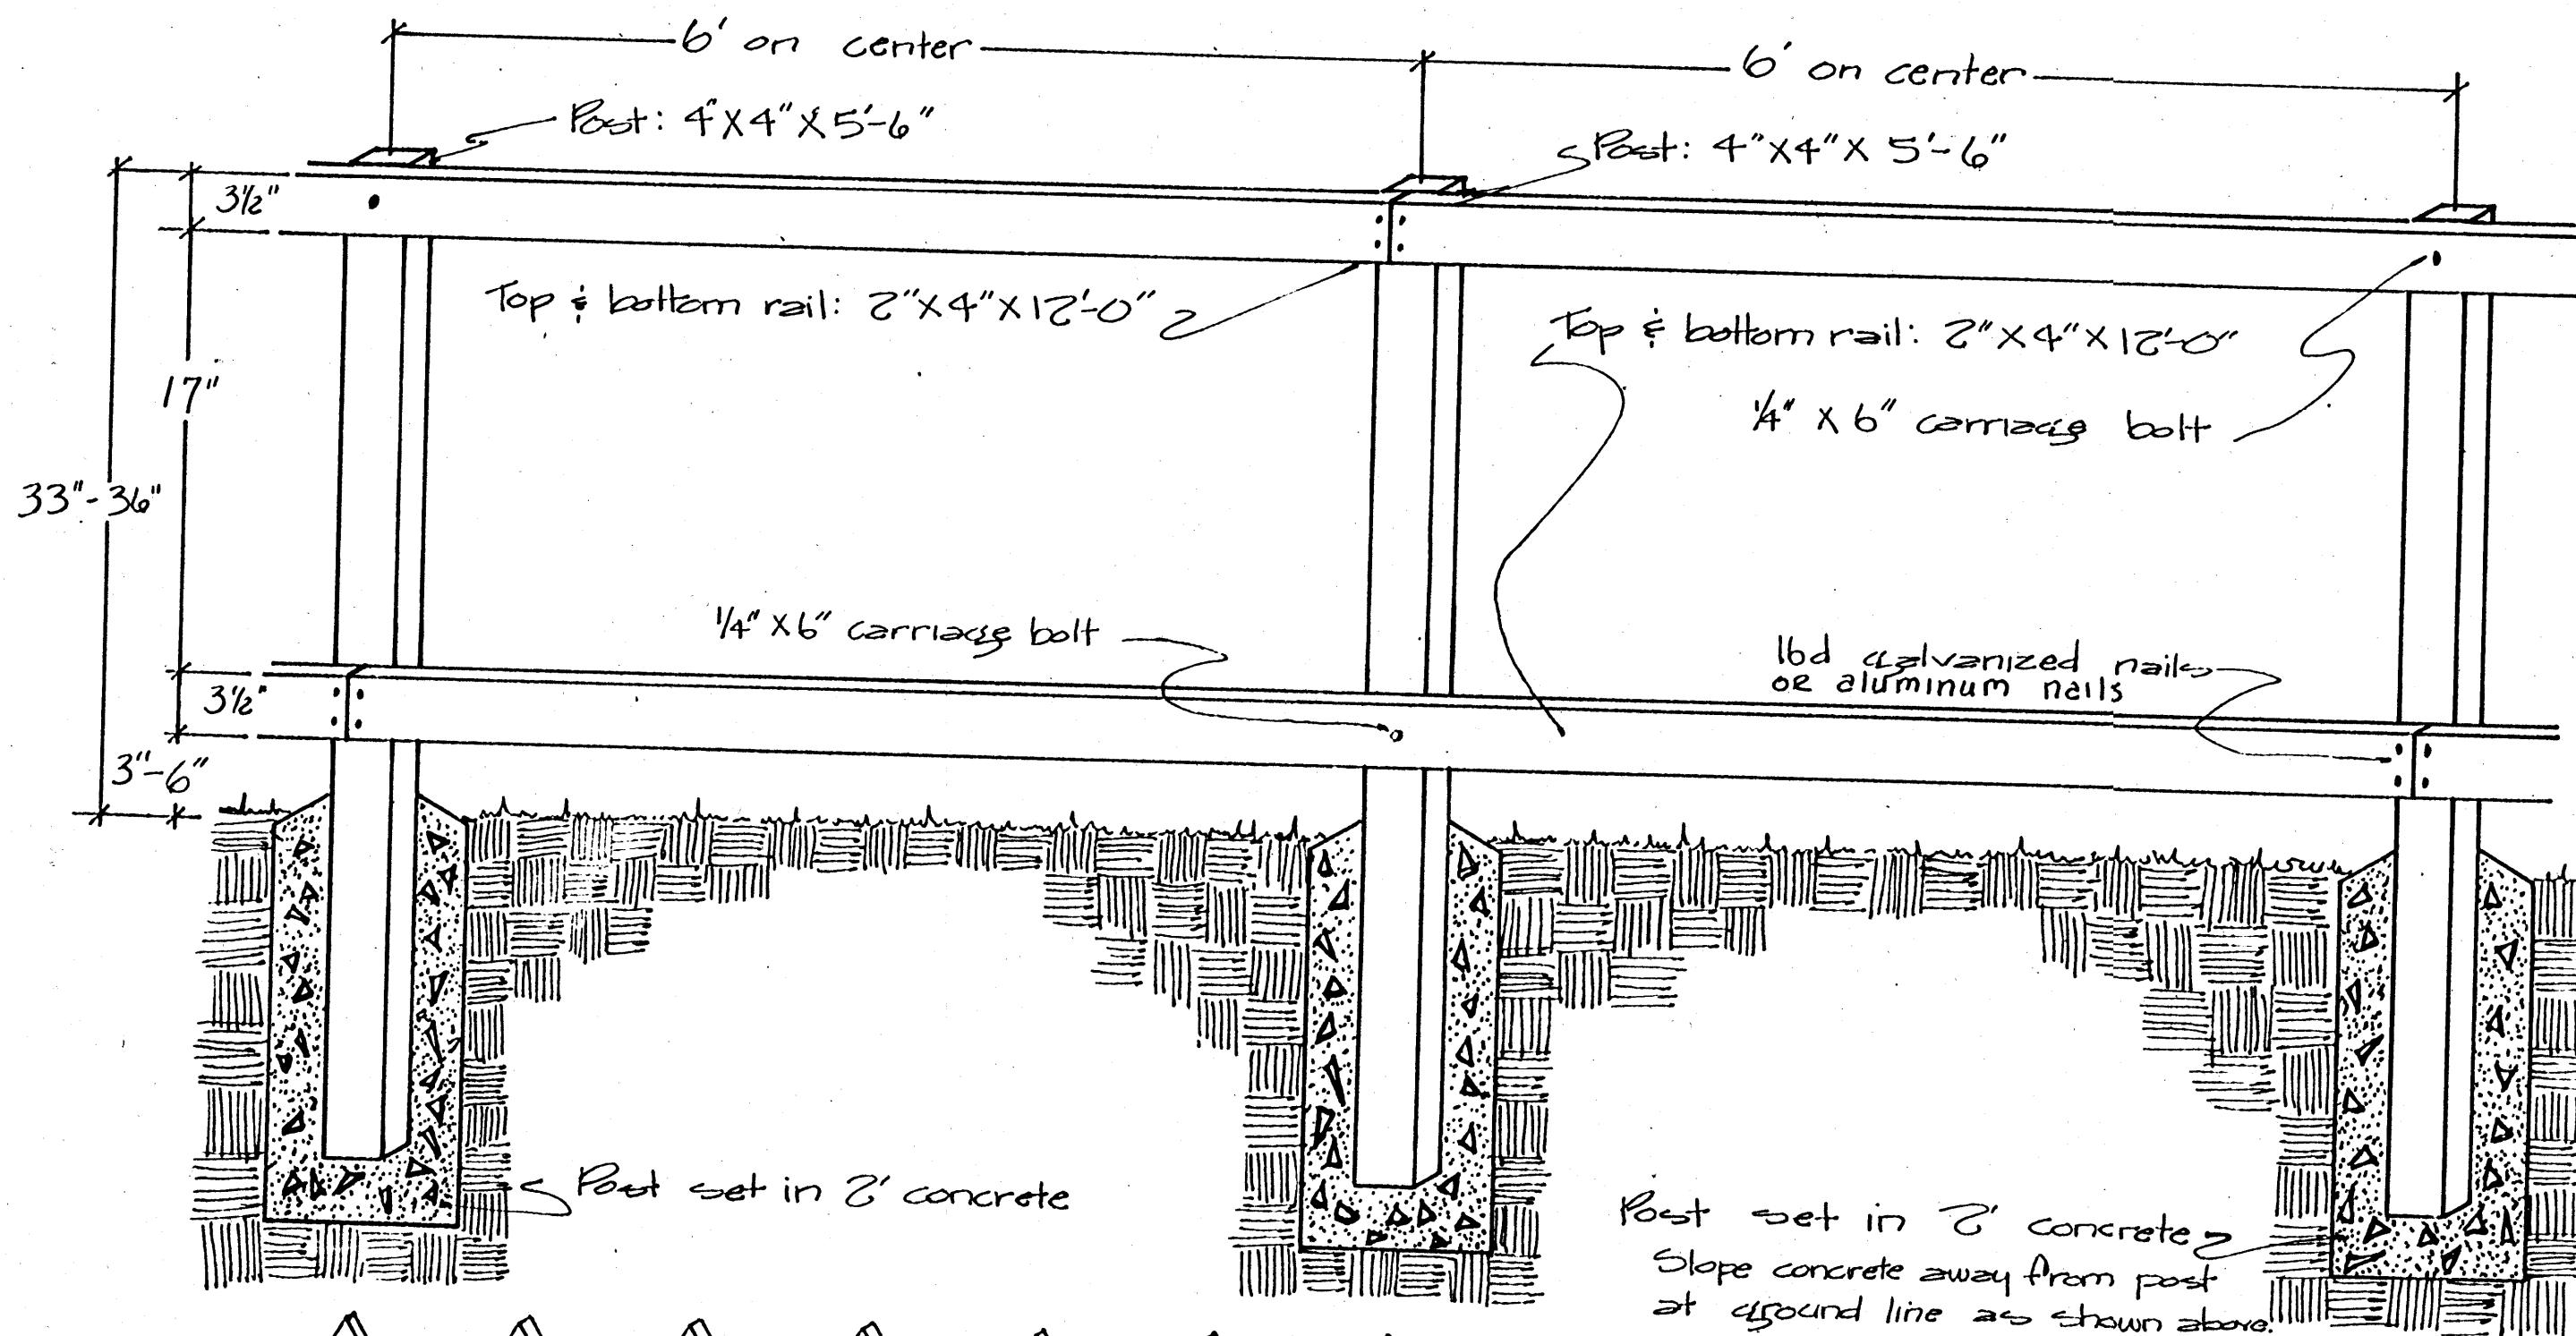 6' on center
6' on center
Post: 4"X4"X5'-6"
Post: 4"X4"X 5'-6"
3½"
Top & bottom rail: 2"X4"X12'-0"
Top & bottom rail: 2"X4"X12'-0"
17"
¼" X 6" carriage bolt
33"-36"
¼" X 6" carriage bolt
16d galvanized nails
OR aluminum nails
3½"
3"-6"
Post set in 2' concrete
Post set in 2' concrete
Slope concrete away from post
at ground line as shown above.